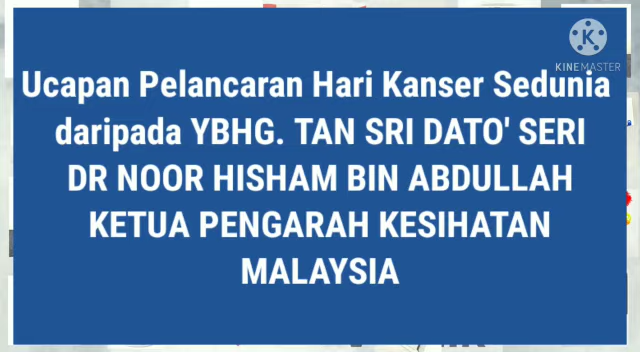 KINEMASTER
Ucapan Pelancaran Hari Kanser Sedunia
daripada YBHG. TAN SRI DATO' SERI
DR NOOR HISHAM BIN ABDULLAH
KETUA PENGARAH KESIHATAN
MALAYSIA